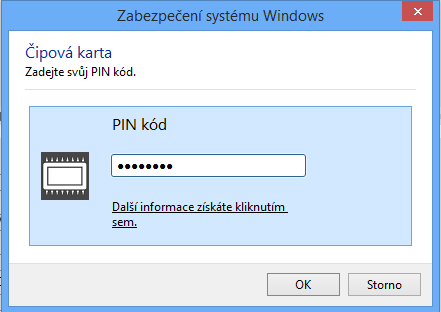 Zabezpečení systému Windows
Čipová karta
Zadejte svůj PIN kód.
PIN kód
••••••••
Další informace získáte kliknutím
sem.
OK
Storno